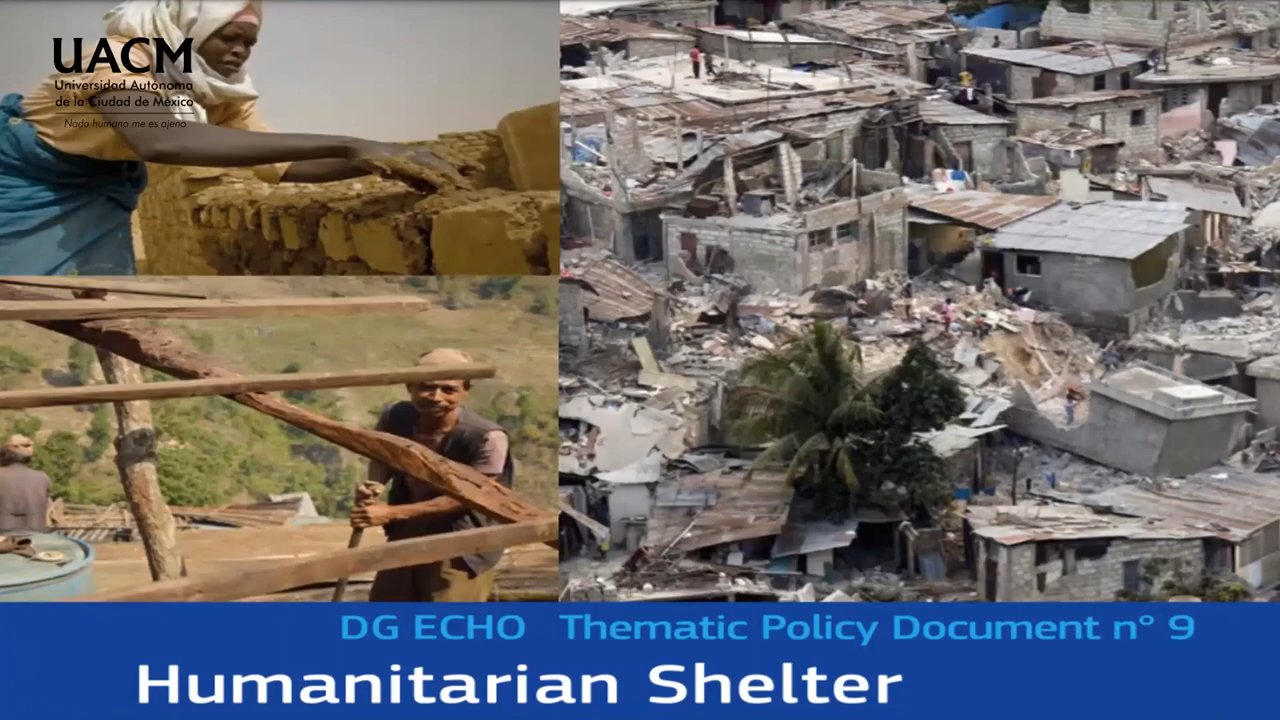 UACM
Universidad Autónoma
de la Ciudad de México
Nada humano me es ajeno
DG ECHO Thematic Policy Document n° 9
Humanitarian Shelter